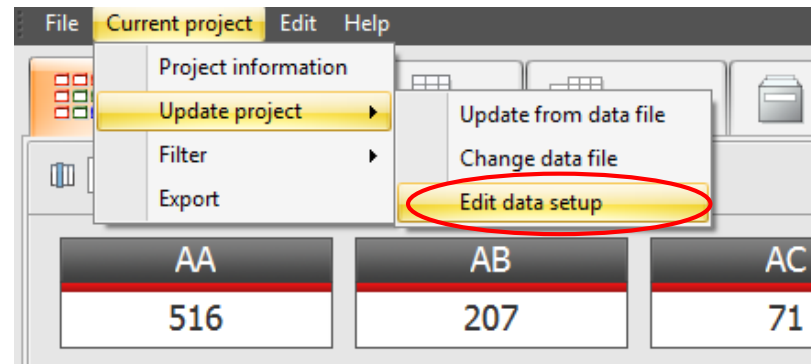 File Current project Edit Help
Project information
Update project
Update from data file
Filter
Change data file
Export
Edit data setup
AA AB AC
516 207 71